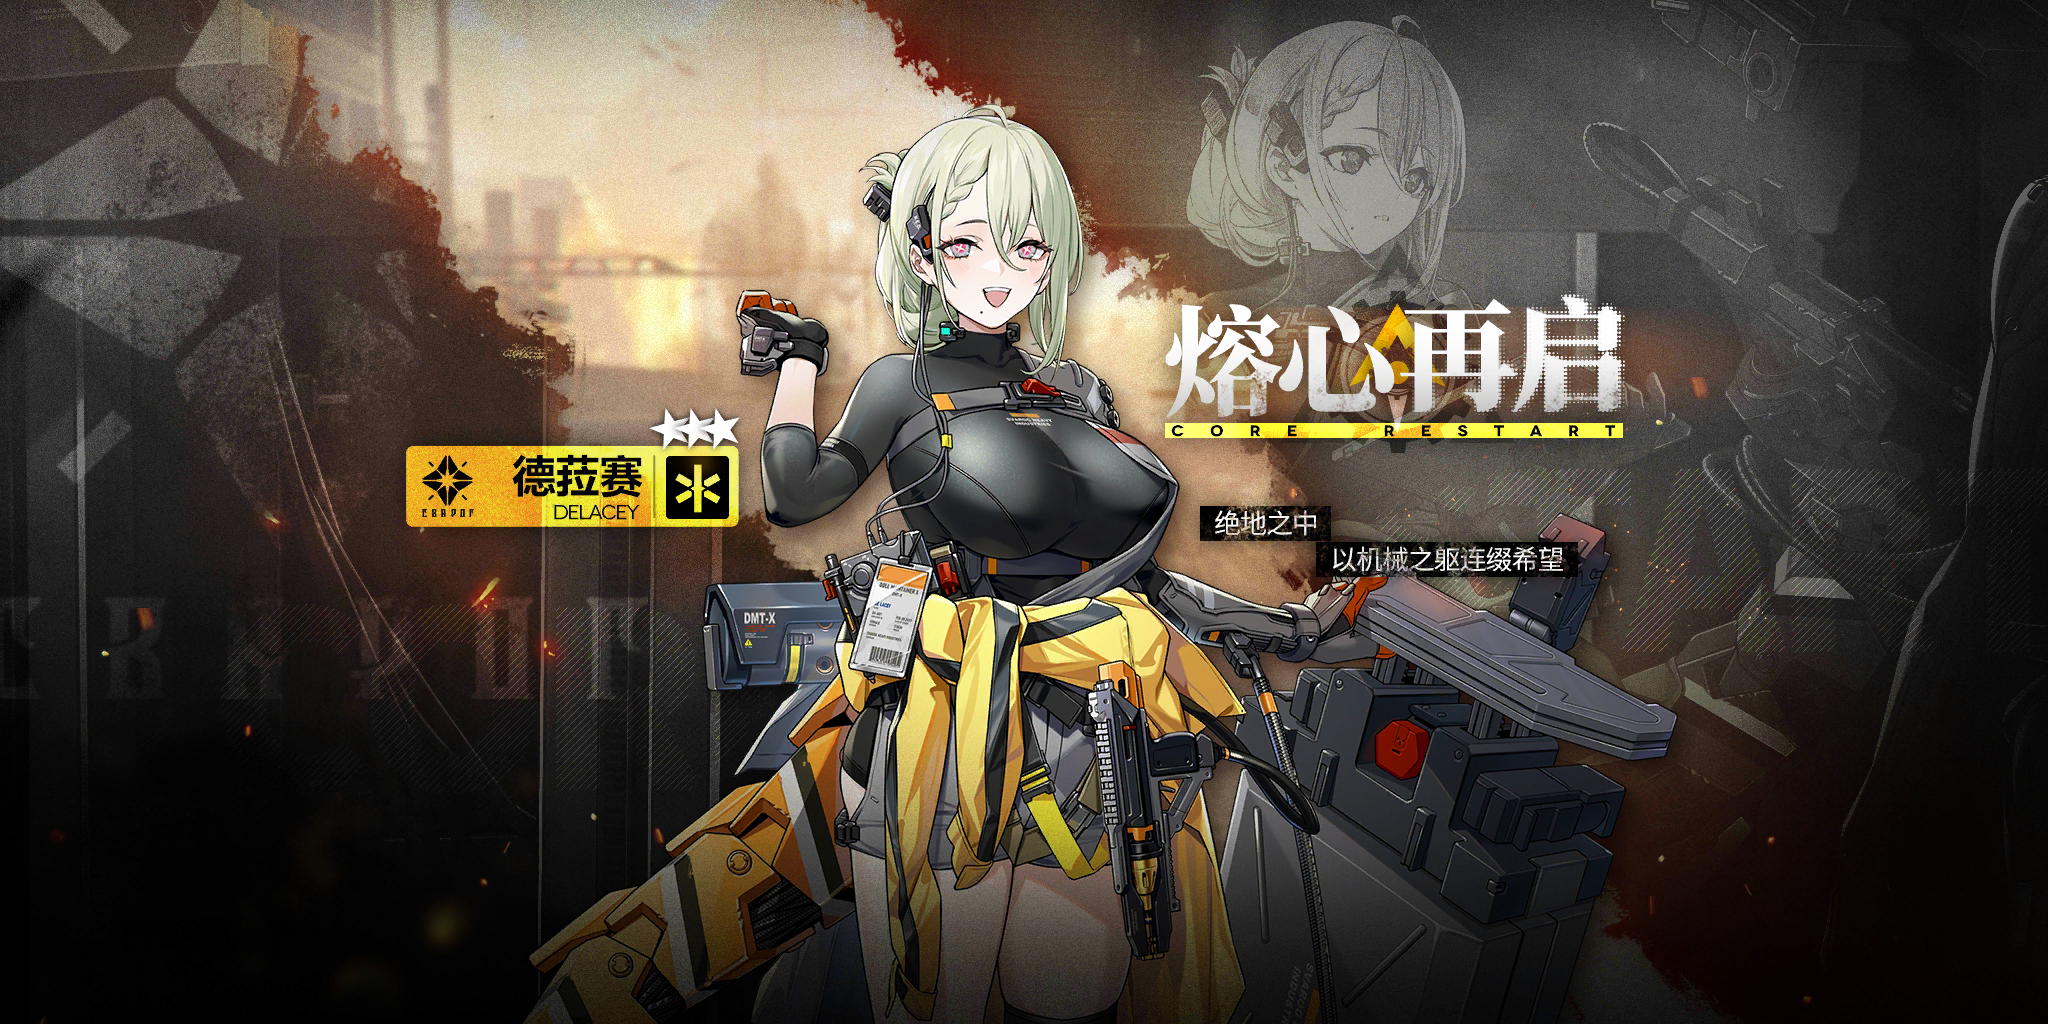 熔心再启
CORE RESTART
德菈赛
DELACEY
绝地之中
以机械之躯连缀希望
DMT-X